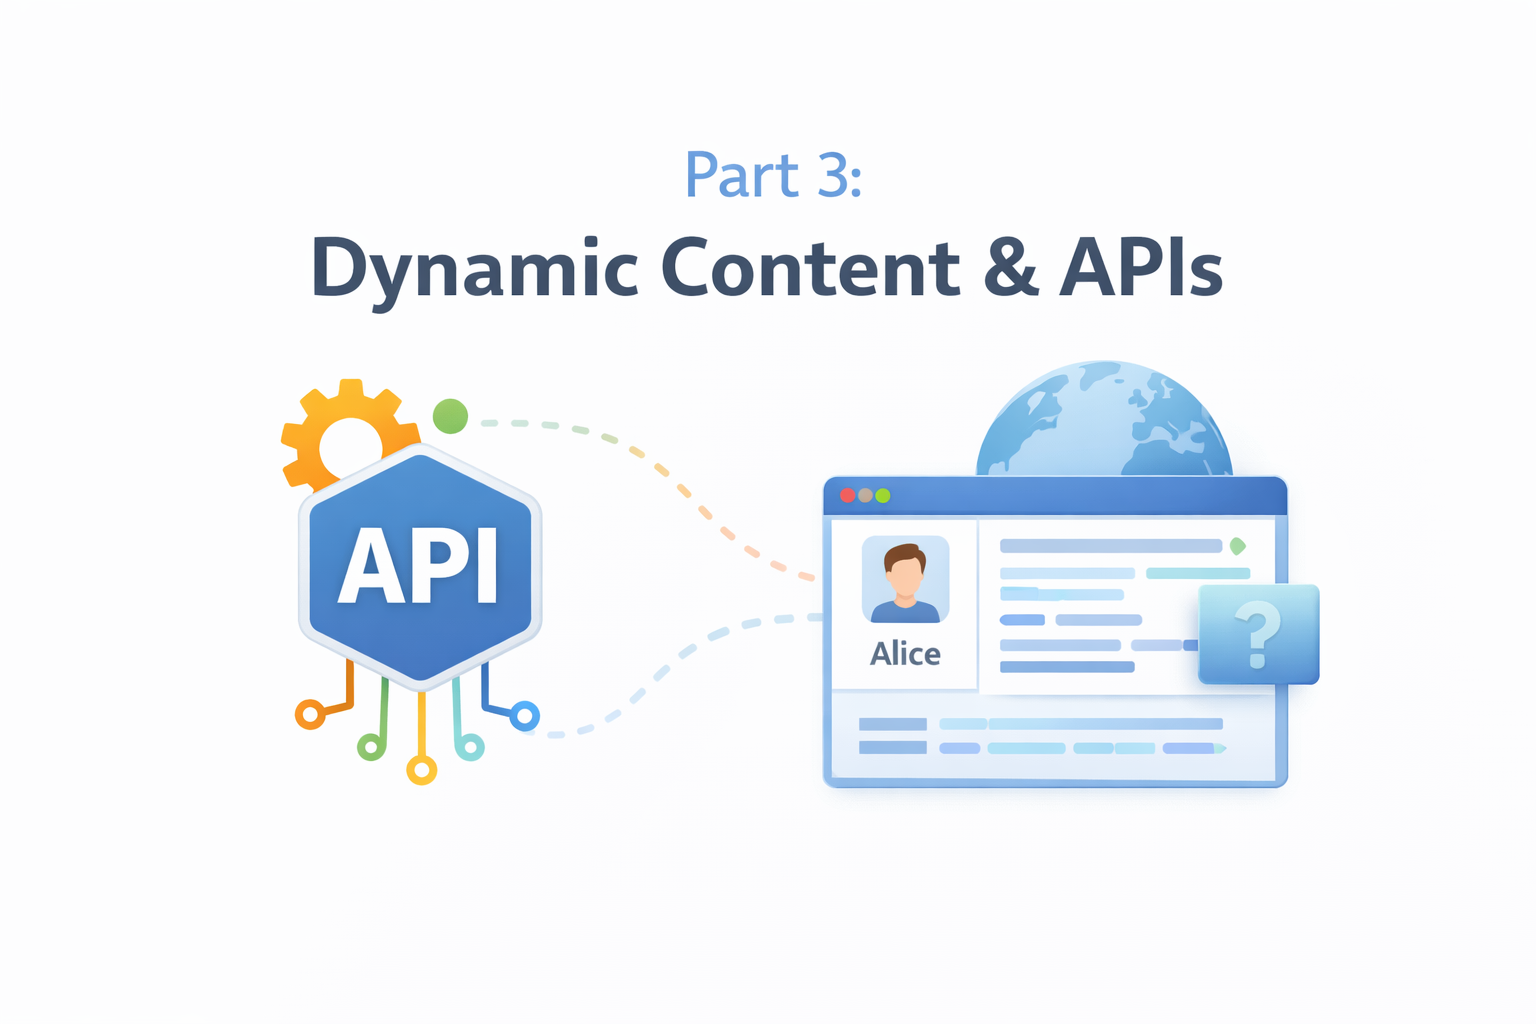 Part 3:
Dynamic Content & APIs
API
Alice
?